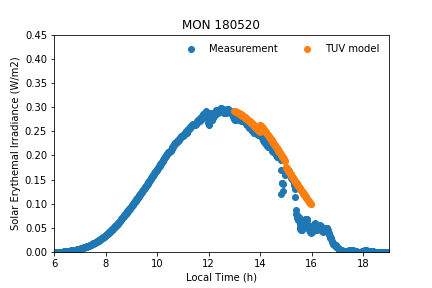 MON 180520
Measurement
TUV model
Solar Erythemal Irradiance (W/m2)
0.45
0.40
0.35
0.30
0.25
0.20
0.15
0.10
0.05
0.00
6 8 10 12 14 16 18
Local Time (h)